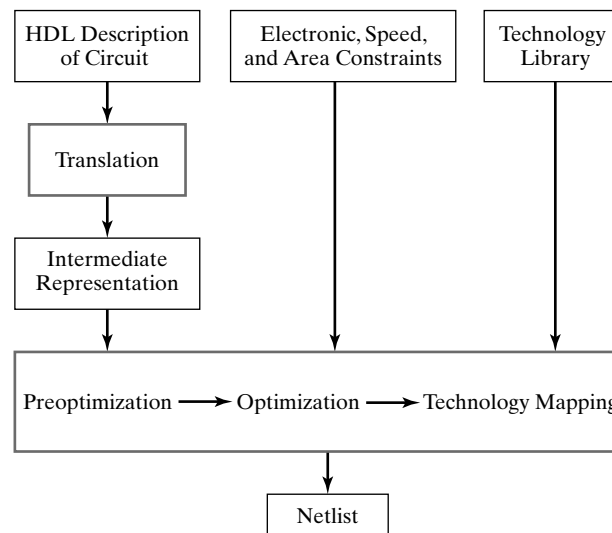 HDL Description
of Circuit
Electronic, Speed,
and Area Constraints
Technology
Library
Translation
Intermediate
Representation
Preoptimization
Optimization
Technology Mapping
Netlist